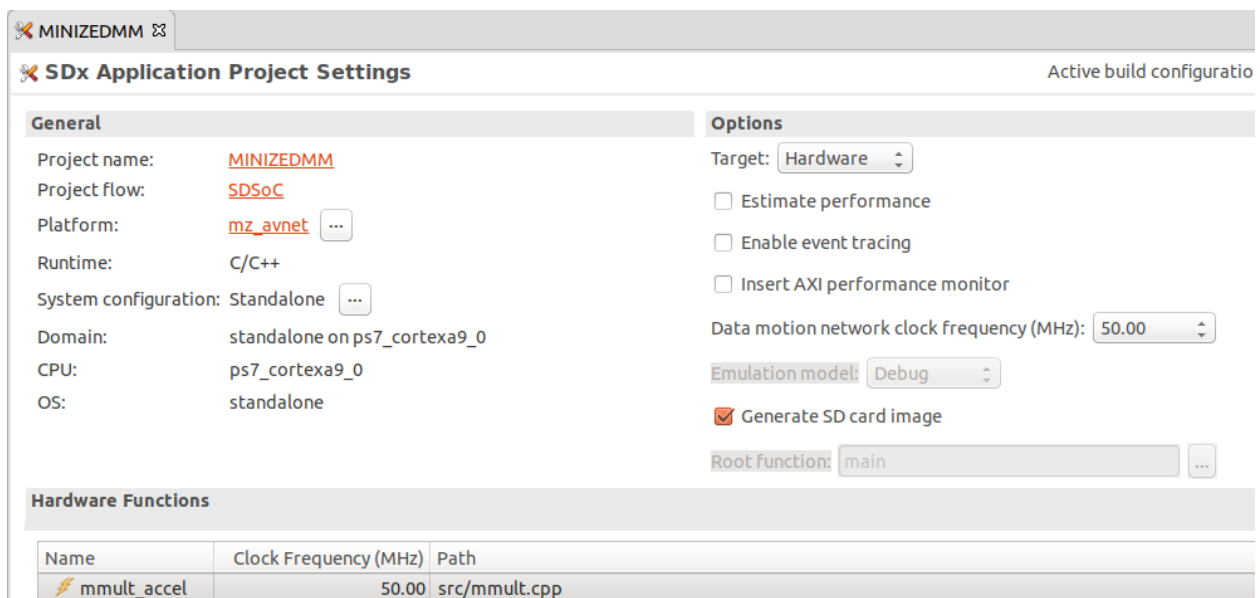 MINIZEDMM
SDx Application Project Settings
Active build configuratio
General
Project name: MINIZEDMM
Project flow: SDSoC
Platform: mz_avnet ...
Runtime: C/C++
System configuration: Standalone ...
Domain: standalone on ps7_cortexa9_0
CPU: ps7_cortexa9_0
OS: standalone
Options
Target: Hardware
Estimate performance
Enable event tracing
Insert AXI performance monitor
Data motion network clock frequency (MHz): 50.00
Emulation model: Debug
Generate SD card image
Root function: main ...
Hardware Functions
Name Clock Frequency (MHz) Path
mmult_accel 50.00 src/mmult.cpp